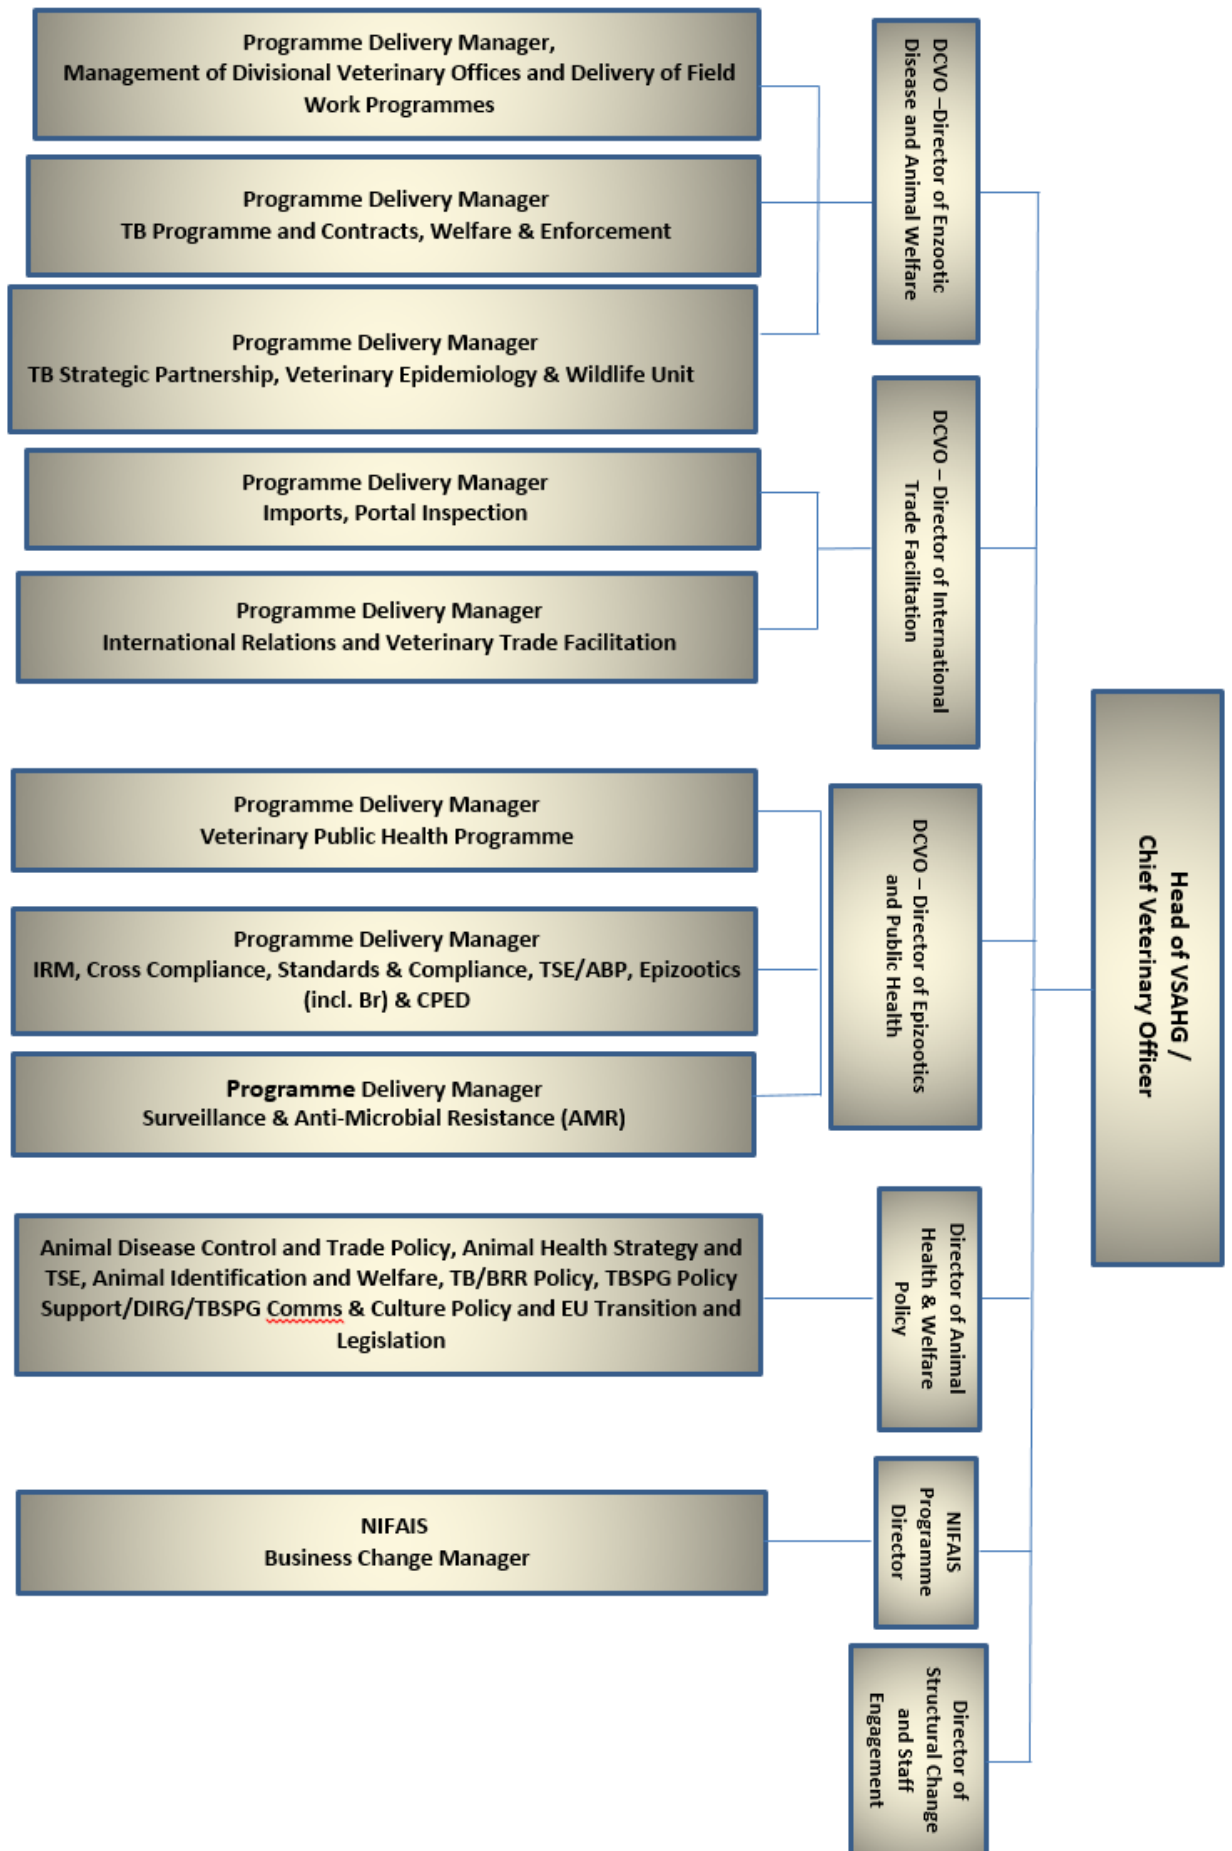 Head of VSAHG /
Chief Veterinary Officer
DCVO –Director of Enzootic
Disease and Animal Welfare
Programme Delivery Manager,
Management of Divisional Veterinary Offices and Delivery of Field
Work Programmes
Programme Delivery Manager
TB Programme and Contracts, Welfare & Enforcement
Programme Delivery Manager
TB Strategic Partnership, Veterinary Epidemiology & Wildlife Unit
DCVO – Director of International
Trade Facilitation
Programme Delivery Manager
Imports, Portal Inspection
Programme Delivery Manager
International Relations and Veterinary Trade Facilitation
DCVO – Director of Epizootics
and Public Health
Programme Delivery Manager
Veterinary Public Health Programme
Programme Delivery Manager
IRM, Cross Compliance, Standards & Compliance, TSE/ABP, Epizootics
(incl. Br) & CPED
Programme Delivery Manager
Surveillance & Anti-Microbial Resistance (AMR)
Director of Animal
Health & Welfare
Policy
Animal Disease Control and Trade Policy, Animal Health Strategy and
TSE, Animal Identification and Welfare, TB/BRR Policy, TBSPG Policy
Support/DIRG/TBSPG Comms & Culture Policy and EU Transition and
Legislation
NIFAIS
Programme
Director
NIFAIS
Business Change Manager
Director of
Structural Change
and Staff
Engagement